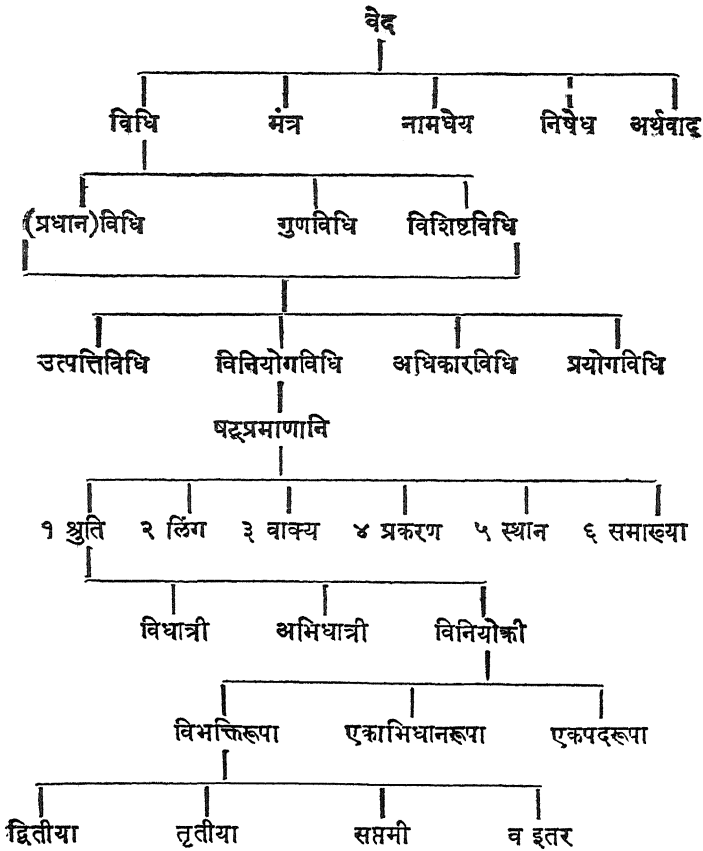 वेद
विधि मंत्र नामधेय निषेध अर्थवाद
(प्रधान)विधि गुणविधि विशिष्टविधि
उत्पत्तिविधि विनियोगविधि अधिकारविधि प्रयोगविधि
षट्प्रमाणानि
१ श्रुति २ लिंग ३ वाक्य ४ प्रकरण ५ स्थान ६ समाख्या
विधात्री अभिधात्री विनियोक्त्री
विभक्तिरूपा एकाभिधानरूपा एकपदरूपा
द्वितीया तृतीया सप्तमी व इतर